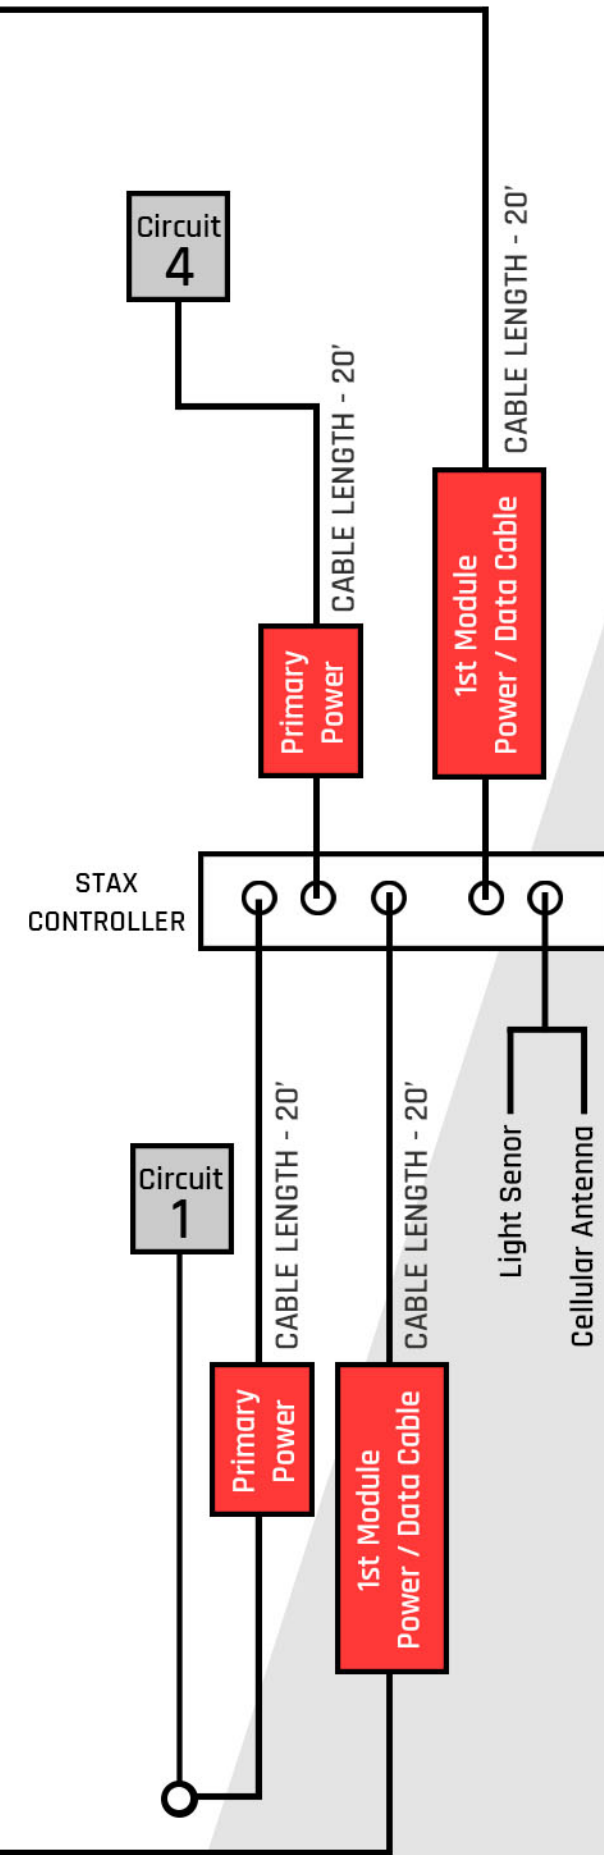 Circuit
4
CABLE LENGTH - 20'
CABLE LENGTH - 20'
Primary
Power
1st Module
Power / Data Cable
STAX
CONTROLLER
Circuit
1
CABLE LENGTH - 20'
CABLE LENGTH - 20'
Light Senor
Cellular Antenna
Primary
Power
1st Module
Power / Data Cable